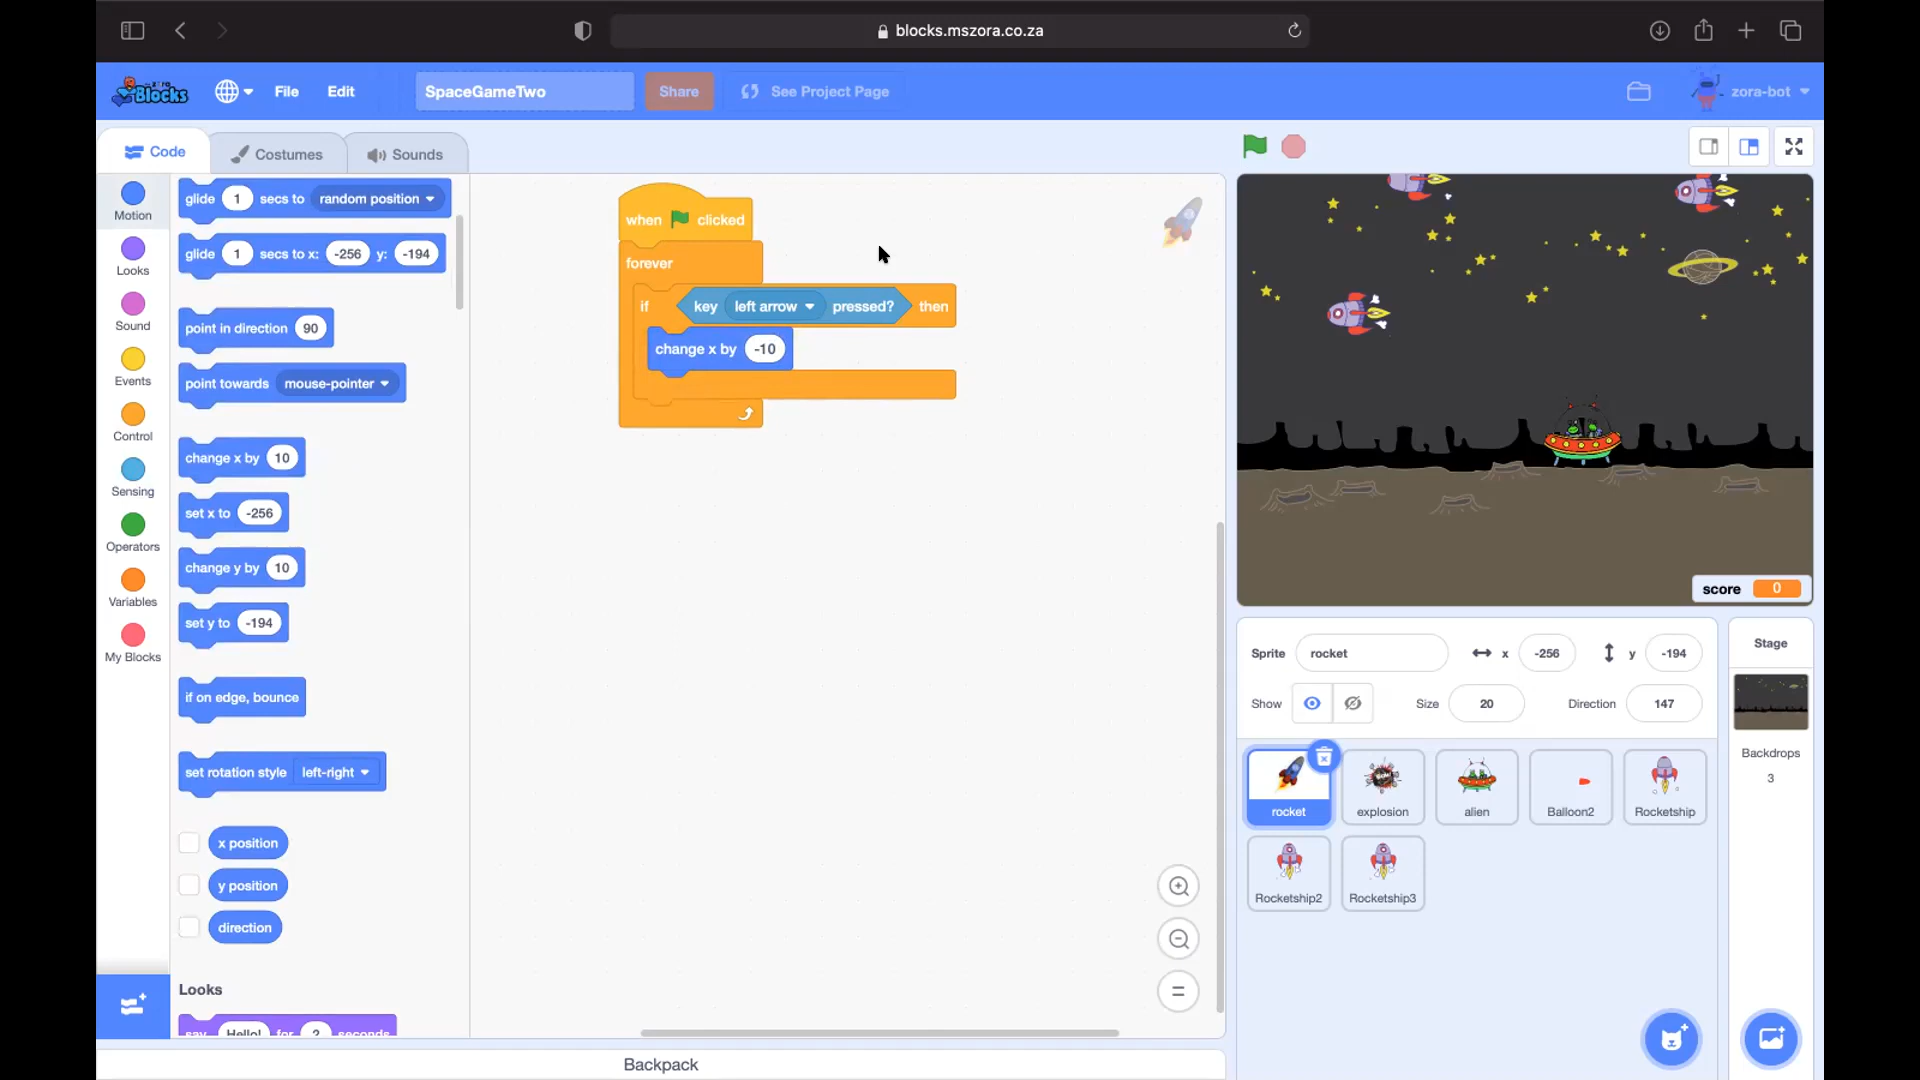 blocks.mszora.co.za
Blocks
File
Edit
SpaceGameTwo
Share
See Project Page
zora-bot
Code
Costumes
Sounds
Motion
Looks
Sound
Events
Control
Sensing
Operators
Variables
My Blocks
glide 1 secs to random position
glide 1 secs to x: -256 y: -194
point in direction 90
point towards mouse-pointer
change x by 10
set x to -256
change y by 10
set y to -194
if on edge, bounce
set rotation style left-right
x position
y position
direction
Looks
say Hello! for 2 seconds
when clicked
forever
if key left arrow pressed? then
change x by -10
Backpack
score 0
Sprite rocket x -256 y -194
Show Size 20 Direction 147
rocket
explosion
alien
Balloon2
Rocketship
Rocketship2
Rocketship3
Stage
Backdrops
3